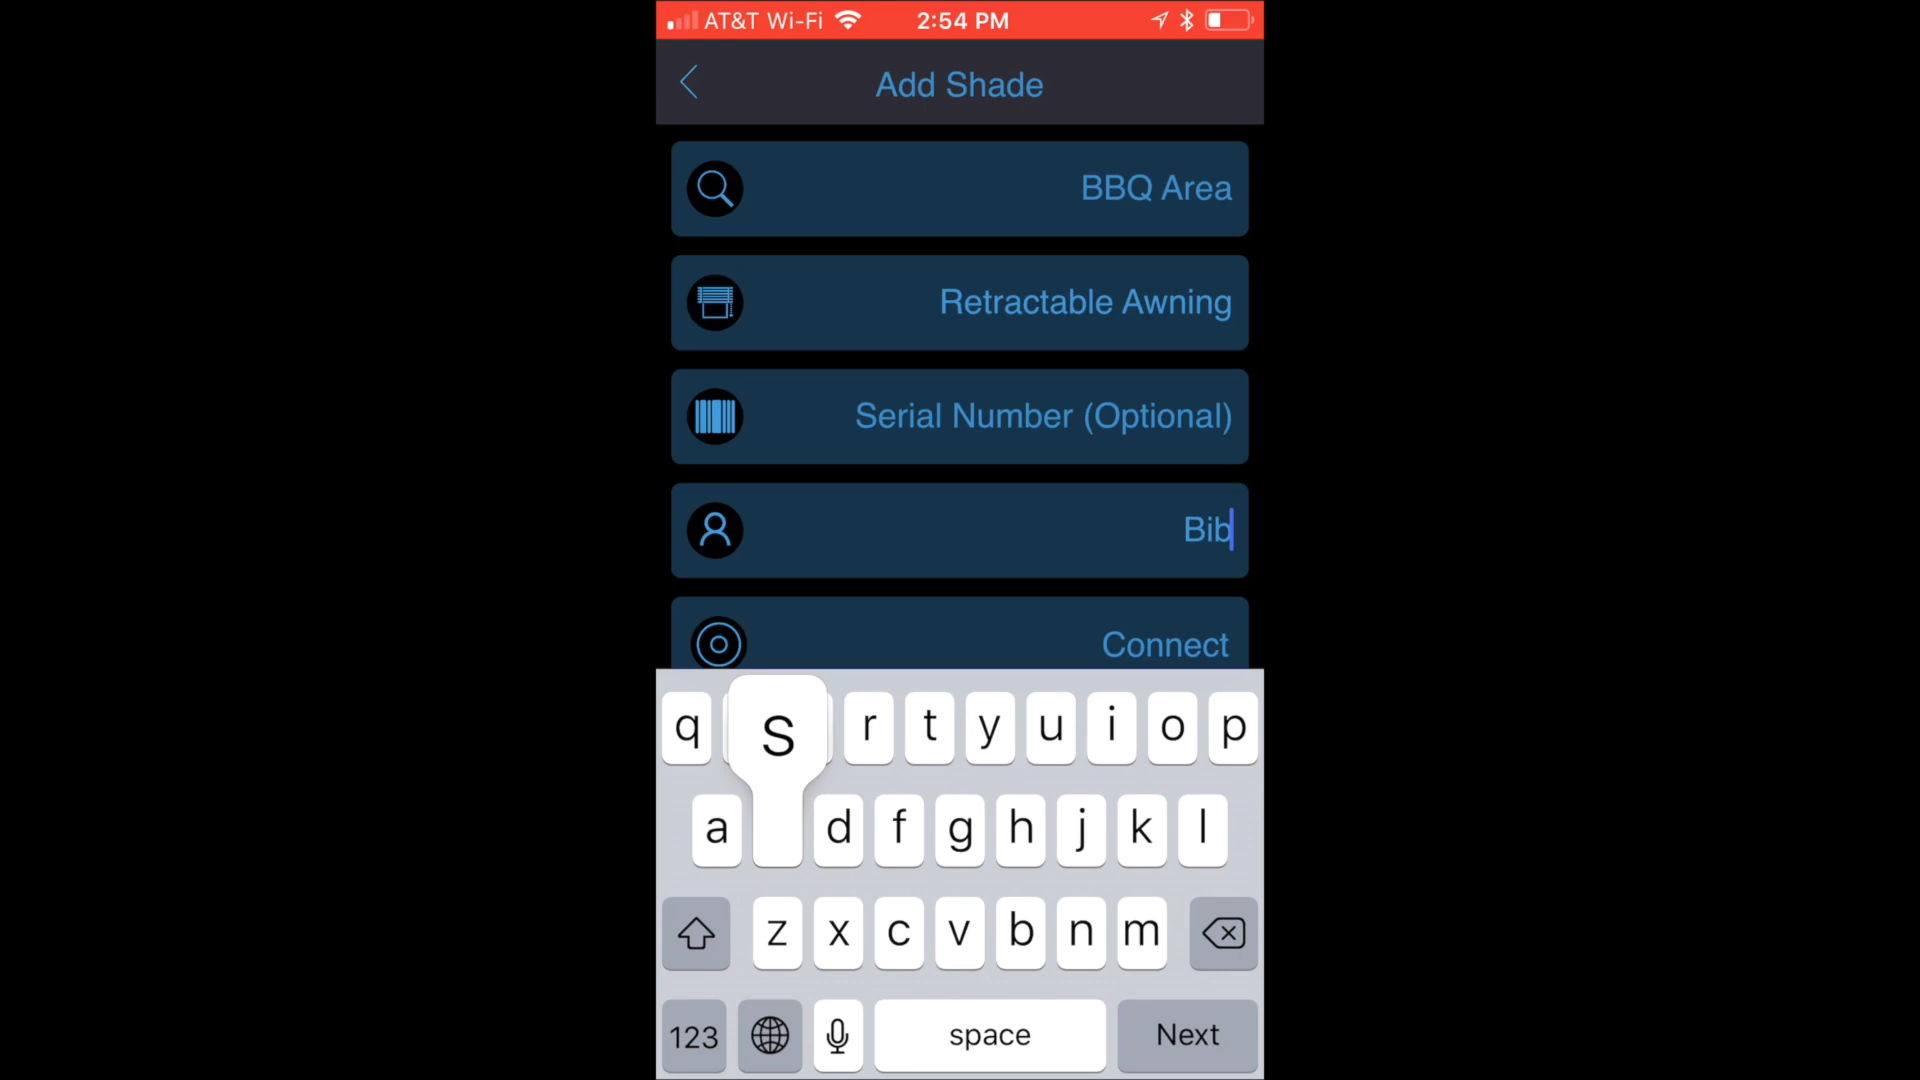 AT&T Wi-Fi 2:54 PM
Add Shade
BBQ Area
Retractable Awning
Serial Number (Optional)
Bib
Connect
q s r t y u i o p
a d f g h j k l
z x c v b n m
123 space Next